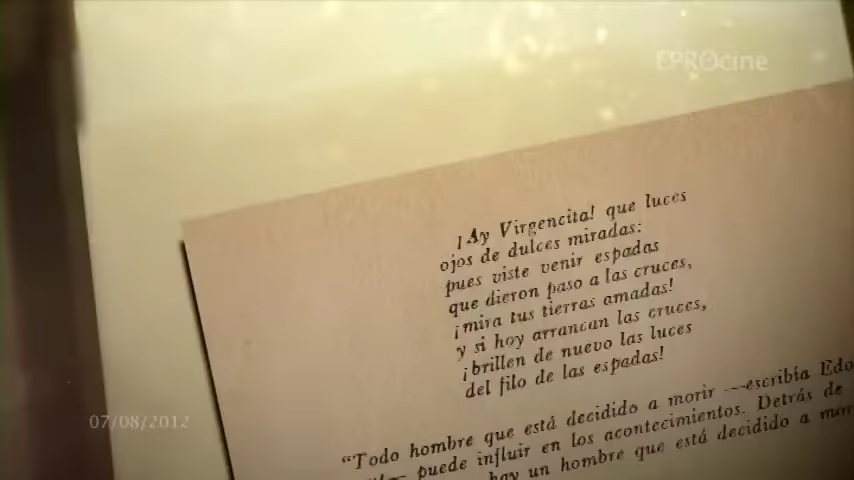 EPROcine
¡Ay Virgencita! que luces
ojos de dulces miradas:
pues viste venir espadas
que dieron paso a las cruces,
¡mira tus tierras amadas!
y si hoy arrancan las cruces,
¡brillen de nuevo las luces
del filo de las espadas!
"Todo hombre que está decidido a morir —escribía Edo
puede influir en los acontecimientos. Detrás de
hay un hombre que está decidido a mor
07/08/2012